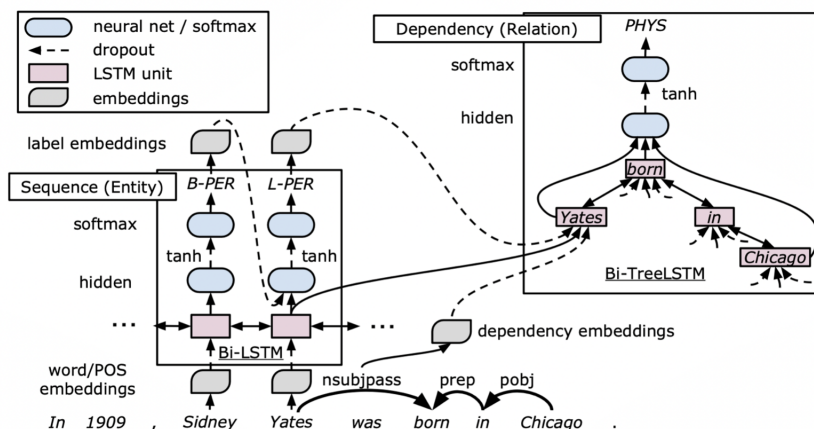 neural net / softmax
dropout
LSTM unit
embeddings
Dependency (Relation)
PHYS
softmax
tanh
hidden
born
Yates
in
Chicago
Bi-TreeLSTM
label embeddings
Sequence (Entity)
B-PER L-PER
softmax
tanh tanh
hidden
... ...
Bi-LSTM
dependency embeddings
word/POS
embeddings
nsubjpass prep pobj
In 1909 , Sidney Yates was born in Chicago .